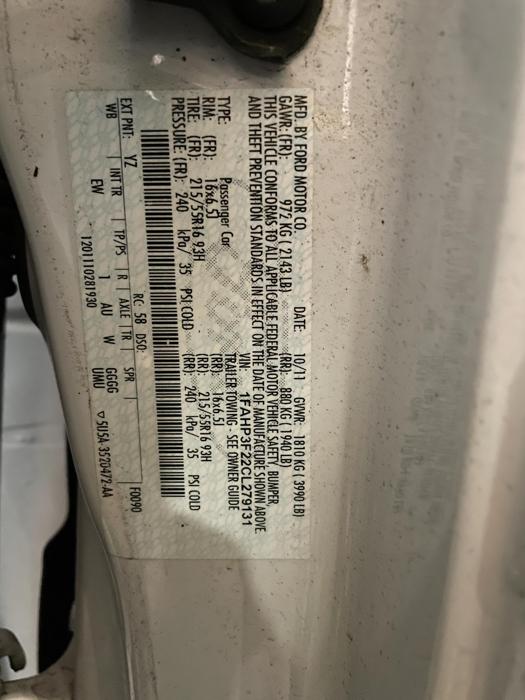 MFD. BY FORD MOTOR CO.
DATE: 10/11 GVWR: 1810 KG ( 3990 LB)
GAWR: (FR): 972 KG ( 2143 LB) (RR): 880 KG ( 1940 LB)
THIS VEHICLE CONFORMS TO ALL APPLICABLE FEDERAL MOTOR VEHICLE SAFETY, BUMPER,
AND THEFT PREVENTION STANDARDS IN EFFECT ON THE DATE OF MANUFACTURE SHOWN ABOVE.
VIN: 1FAHP3F22CL279131
TYPE: Passenger Car TRAILER TOWING - SEE OWNER GUIDE
RIM: (FR): 16x6.5J (RR): 16x6.5J
TIRE: (FR): 215/55R16 93H (RR): 215/55R16 93H
PRESSURE: (FR): 240 kPa/ 35 PSI COLD (RR): 240 kPa/ 35 PSI COLD
RC: 58 DSO: F0090
EXT PNT: YZ | INT TR | TP/PS | R | AXLE | TR | SPR |
WB EW 1 AU W GGGG
UNU
1201110281930 ▽5U5A-3520472-AA